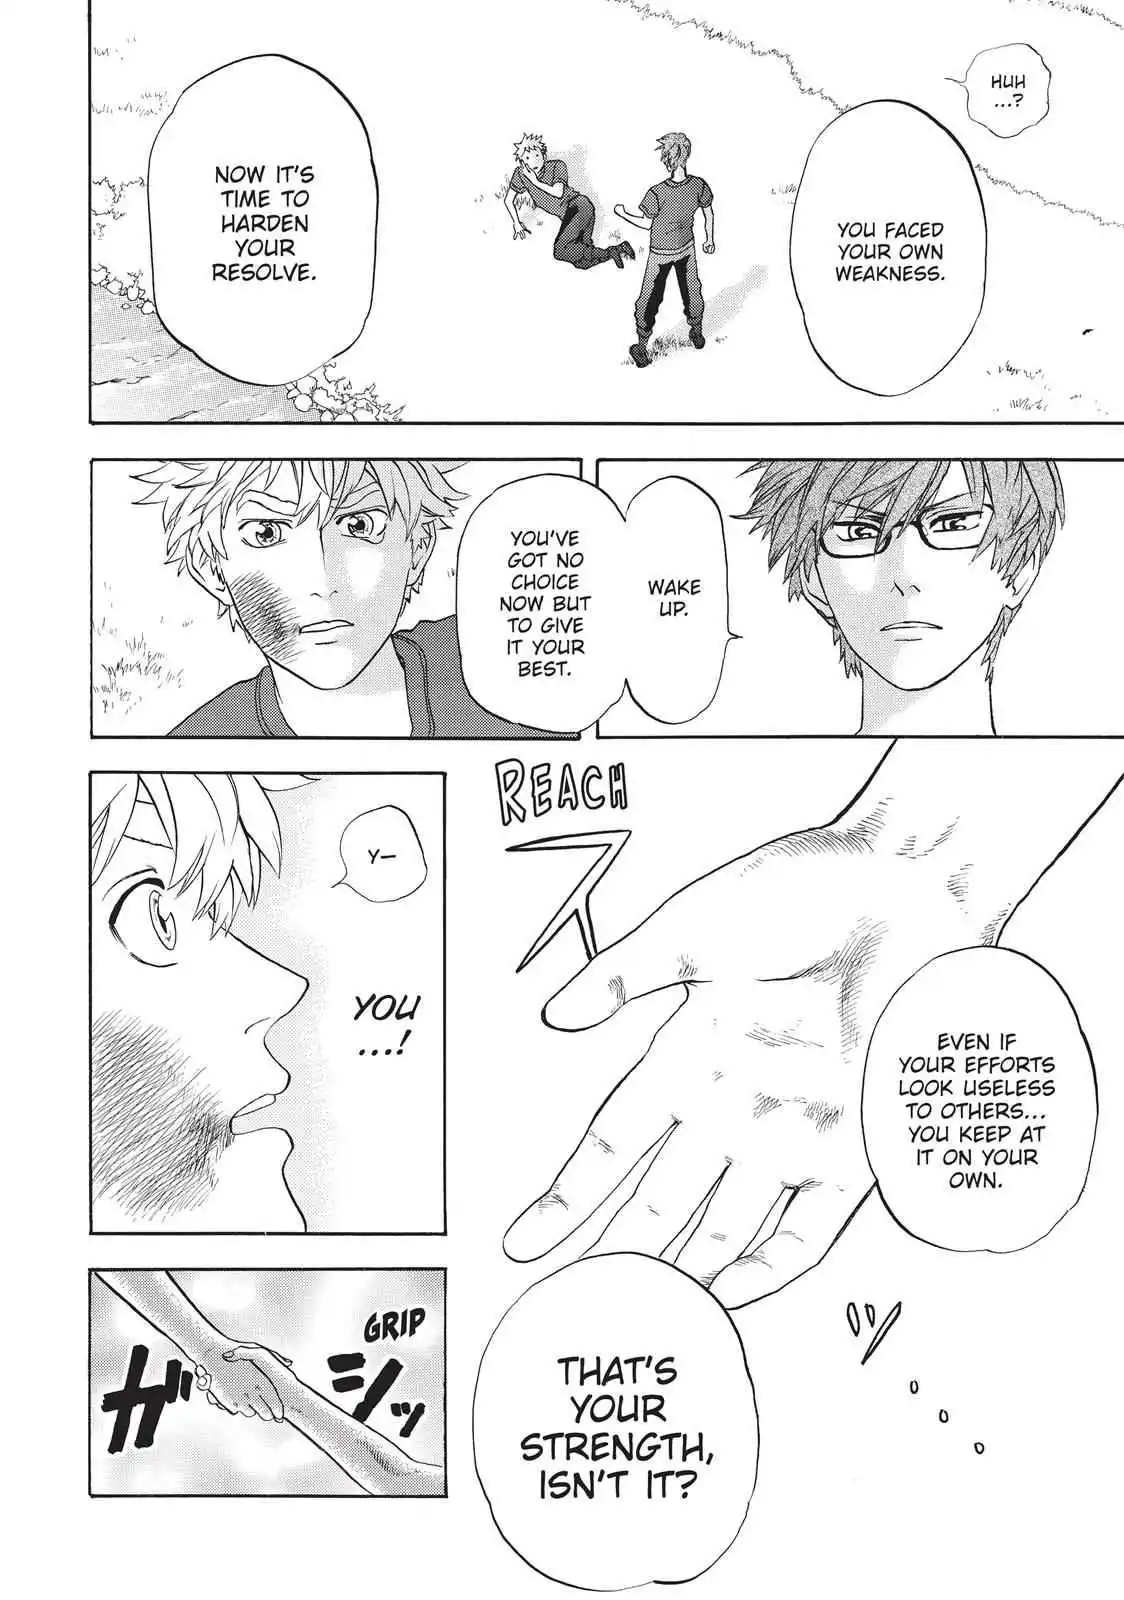 HUH
...?
YOU FACED
YOUR OWN
WEAKNESS.
NOW IT'S
TIME TO
HARDEN
YOUR
RESOLVE.
WAKE
UP.
YOU'VE
GOT NO
CHOICE
NOW BUT
TO GIVE
IT YOUR
BEST.
REACH
スッ
EVEN IF
YOUR EFFORTS
LOOK USELESS
TO OTHERS...
YOU KEEP AT
IT ON YOUR
OWN.
THAT'S
YOUR
STRENGTH,
ISN'T IT?
Y—
YOU
...!
GRIP
ガシッ